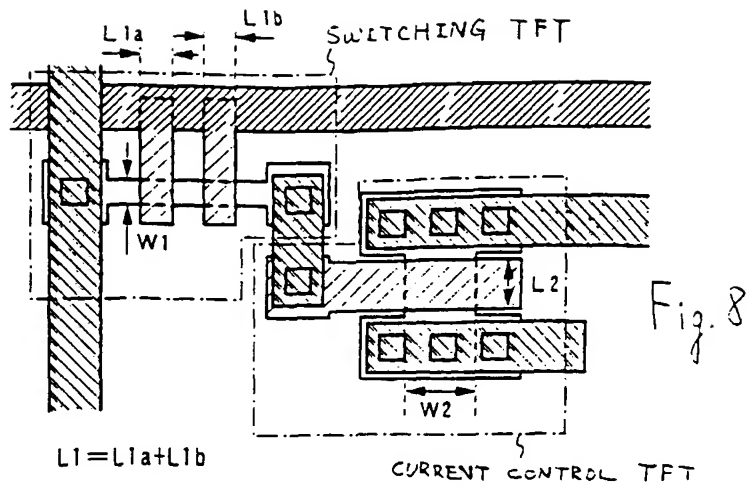 L1b
L1a
SWITCHING TFT
W1
L2
Fig. 8
W2
L1=L1a+L1b
CURRENT CONTROL TFT